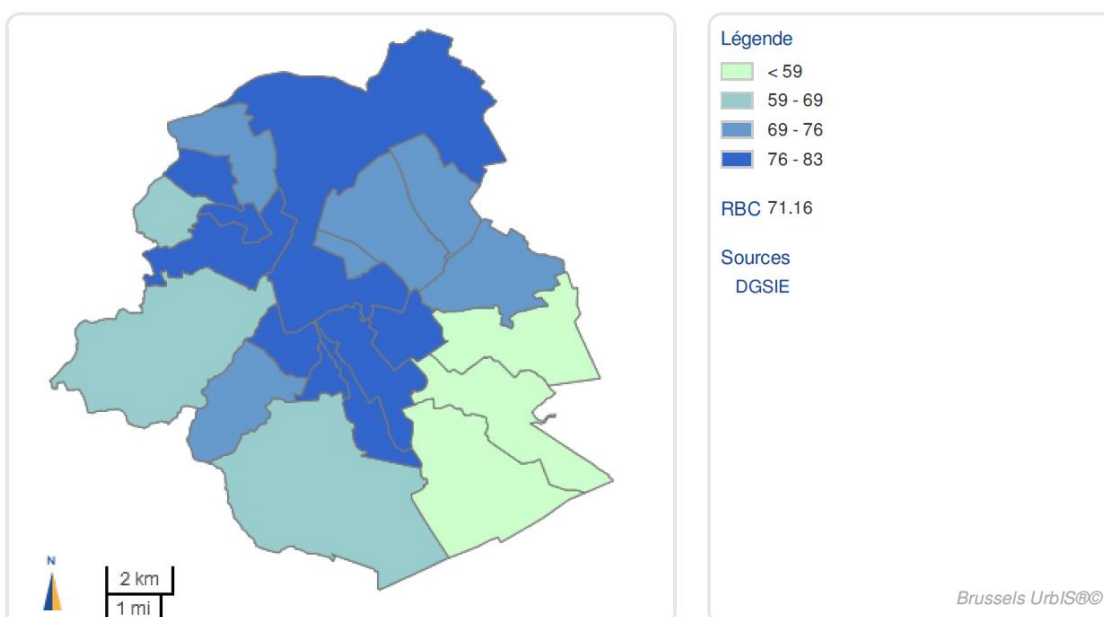 N
2 km
1 mi
Légende
< 59
59 - 69
69 - 76
76 - 83
RBC 71.16
Sources
DGSIE
Brussels UrbIS®©